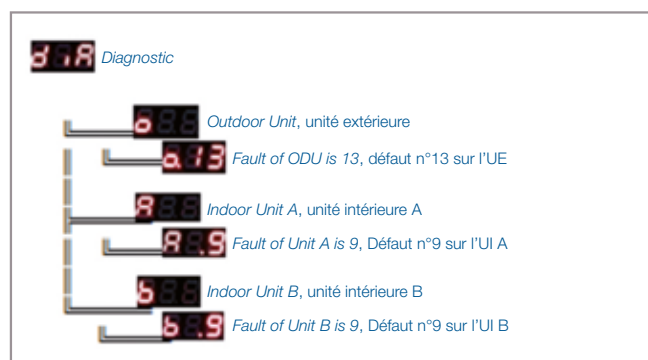 diA Diagnostic
o Outdoor Unit, unité extérieure
o.13 Fault of ODU is 13, défaut n°13 sur l'UE
A Indoor Unit A, unité intérieure A
A .9 Fault of Unit A is 9, Défaut n°9 sur l'UI A
b Indoor Unit B, unité intérieure B
b .9 Fault of Unit B is 9, Défaut n°9 sur l'UI B